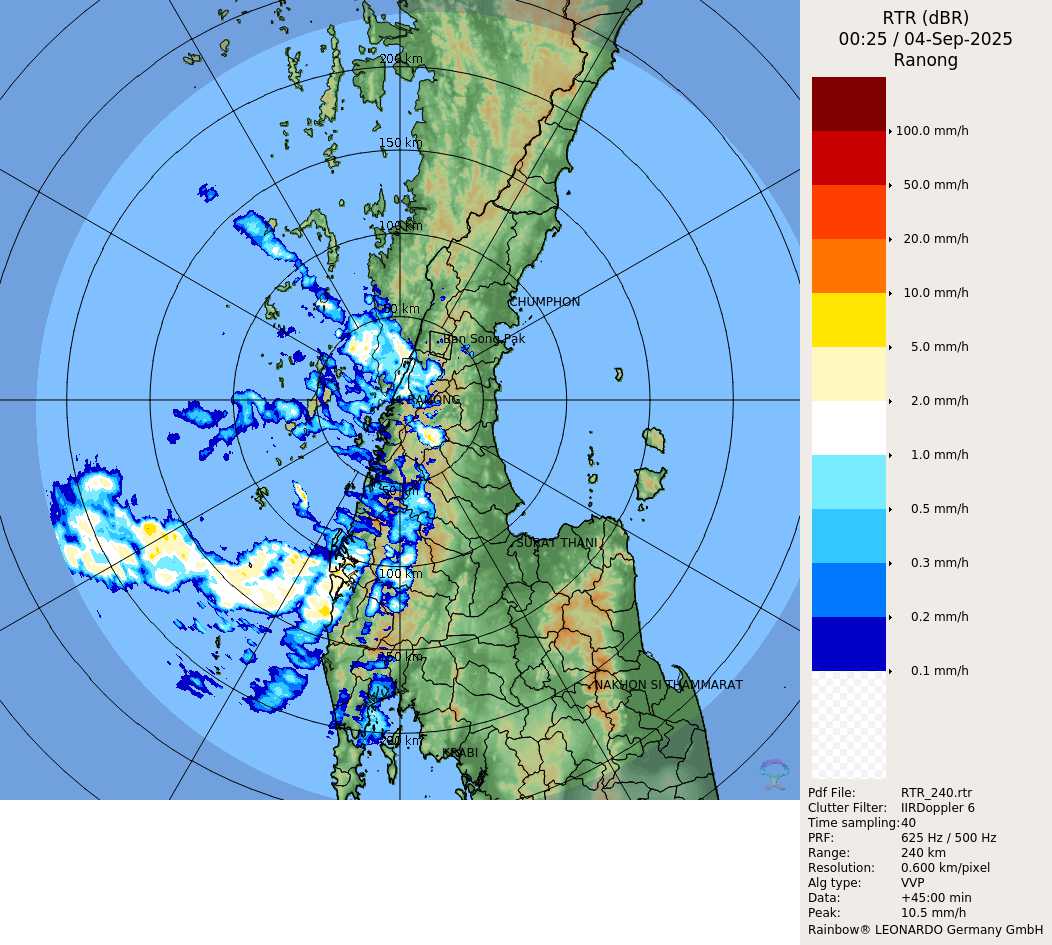 RTR (dBR)
00:25 / 04-Sep-2025
Ranong
100.0 mm/h
50.0 mm/h
20.0 mm/h
10.0 mm/h
5.0 mm/h
2.0 mm/h
1.0 mm/h
0.5 mm/h
0.3 mm/h
0.2 mm/h
0.1 mm/h
Pdf File: RTR_240.rtr
Clutter Filter: IIRDoppler 6
Time sampling: 40
PRF: 625 Hz / 500 Hz
Range: 240 km
Resolution: 0.600 km/pixel
Alg type: VVP
Data: +45:00 min
Peak: 10.5 mm/h
Rainbow® LEONARDO Germany GmbH
200 km
150 km
100 km
CHUMPHON
50 km
Ban Song Pak
RANONG
50 km
SURAT THANI
100 km
150 km
NAKHON SI THAMMARAT
200 km
KRABI